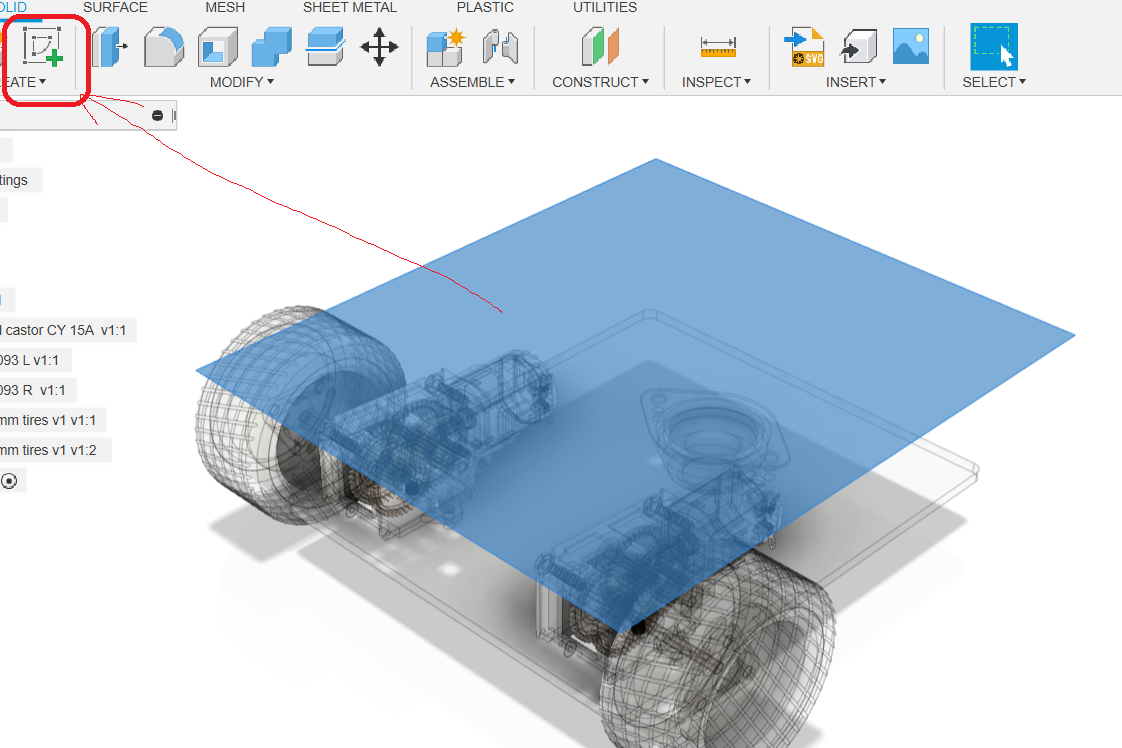 OLID SURFACE MESH SHEET METAL PLASTIC UTILITIES
EATE MODIFY ASSEMBLE CONSTRUCT INSPECT INSERT SELECT
SVG
tings
l castor CY 15A v1:1
093 L v1:1
093 R v1:1
mm tires v1 v1:1
mm tires v1 v1:2